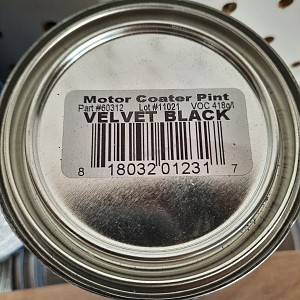 Motor Coater Pint
Part #60312 Lot #11021 VOC 418g/l
VELVET BLACK
8 18032 01231 7